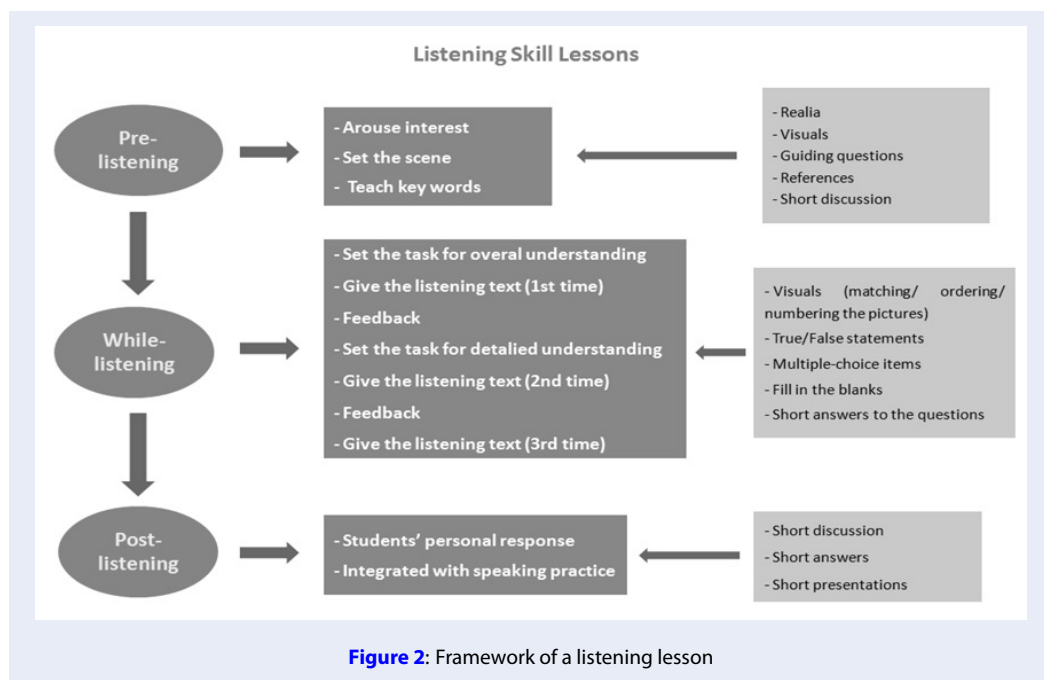 Listening Skill Lessons
Pre-
listening
- Arouse interest
- Set the scene
- Teach key words
- Realia
- Visuals
- Guiding questions
- References
- Short discussion
While-
listening
- Set the task for overal understanding
- Give the listening text (1st time)
- Feedback
- Set the task for detalied understanding
- Give the listening text (2nd time)
- Feedback
- Give the listening text (3rd time)
- Visuals (matching/ ordering/
numbering the pictures)
- True/False statements
- Multiple-choice items
- Fill in the blanks
- Short answers to the questions
Post-
listening
- Students' personal response
- Integrated with speaking practice
- Short discussion
- Short answers
- Short presentations
Figure 2: Framework of a listening lesson